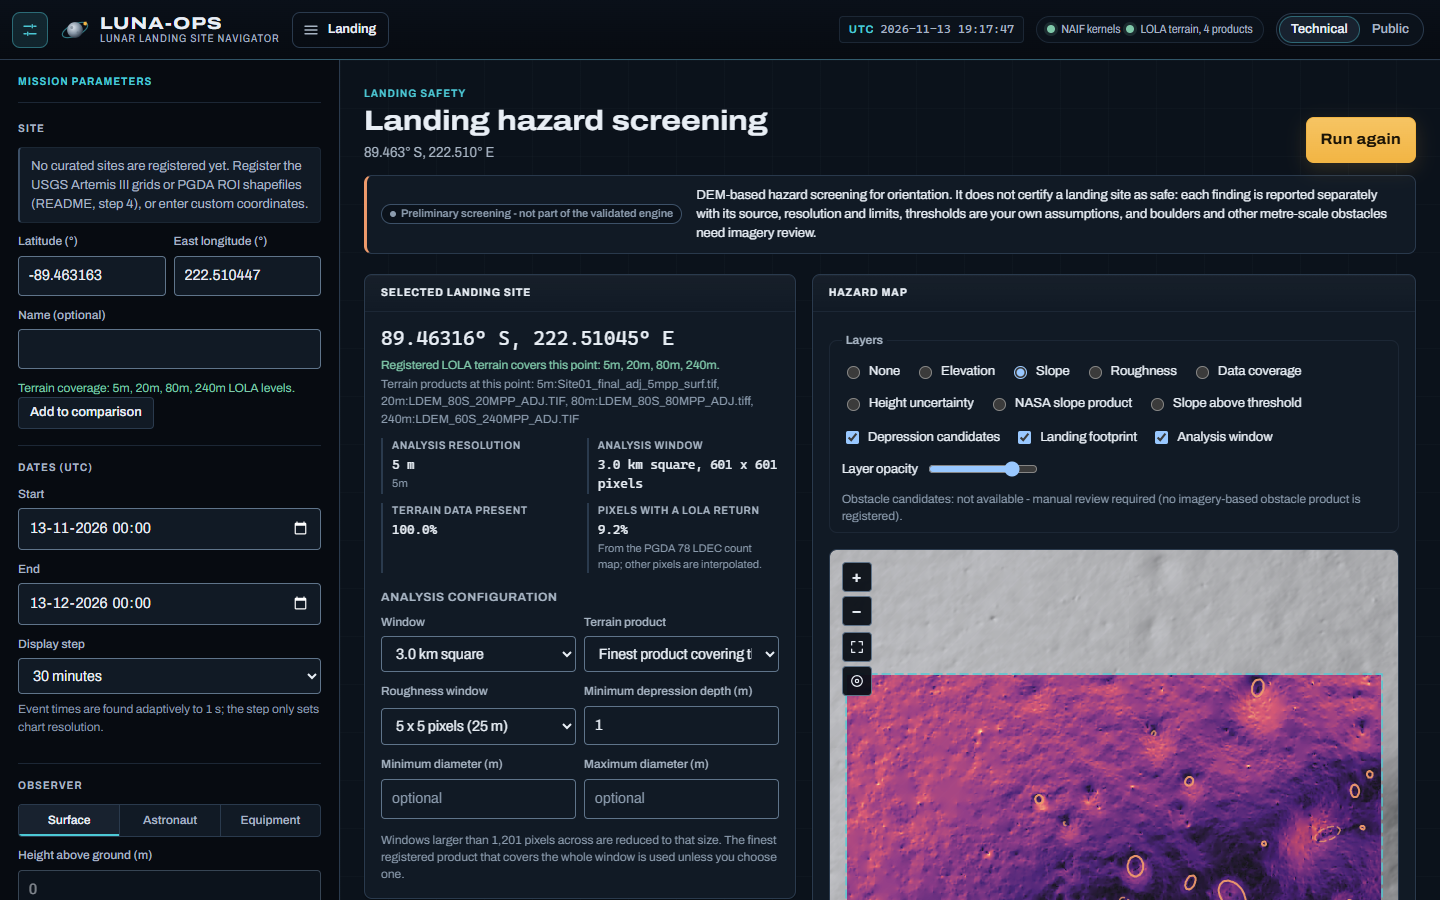 LUNA-OPS
LUNAR LANDING SITE NAVIGATOR
Landing
UTC 2026-11-13 19:17:47
NAIF kernels
LOLA terrain, 4 products
Technical
Public
MISSION PARAMETERS
SITE
No curated sites are registered yet. Register the
USGS Artemis III grids or PGDA ROI shapefiles
(README, step 4), or enter custom coordinates.
Latitude (°)
East longitude (°)
-89.463163
222.510447
Name (optional)
Terrain coverage: 5m, 20m, 80m, 240m LOLA levels.
Add to comparison
DATES (UTC)
Start
13-11-2026 00:00
End
13-12-2026 00:00
Display step
30 minutes
Event times are found adaptively to 1 s; the step only sets
chart resolution.
OBSERVER
Surface
Astronaut
Equipment
Height above ground (m)
0
LANDING SAFETY
Landing hazard screening
89.463° S, 222.510° E
Run again
Preliminary screening - not part of the validated engine
DEM-based hazard screening for orientation. It does not certify a landing site as safe: each finding is reported separately
with its source, resolution and limits, thresholds are your own assumptions, and boulders and other metre-scale obstacles
need imagery review.
SELECTED LANDING SITE
89.46316° S, 222.51045° E
Registered LOLA terrain covers this point: 5m, 20m, 80m, 240m.
Terrain products at this point: 5m:Site01_final_adj_5mpp_surf.tif,
20m:LDEM_80S_20MPP_ADJ.TIF, 80m:LDEM_80S_80MPP_ADJ.tiff,
240m:LDEM_60S_240MPP_ADJ.TIF
ANALYSIS RESOLUTION
5 m
5m
ANALYSIS WINDOW
3.0 km square, 601 x 601
pixels
TERRAIN DATA PRESENT
100.0%
PIXELS WITH A LOLA RETURN
9.2%
From the PGDA 78 LDEC count
map; other pixels are interpolated.
ANALYSIS CONFIGURATION
Window
Terrain product
3.0 km square
Finest product covering t
Roughness window
Minimum depression depth (m)
5 x 5 pixels (25 m)
1
Minimum diameter (m)
Maximum diameter (m)
optional
optional
Windows larger than 1,201 pixels across are reduced to that size. The finest
registered product that covers the whole window is used unless you choose
one.
HAZARD MAP
Layers
None
Elevation
Slope
Roughness
Data coverage
Height uncertainty
NASA slope product
Slope above threshold
Depression candidates
Landing footprint
Analysis window
Layer opacity
Obstacle candidates: not available - manual review required (no imagery-based obstacle product is
registered).
+
−